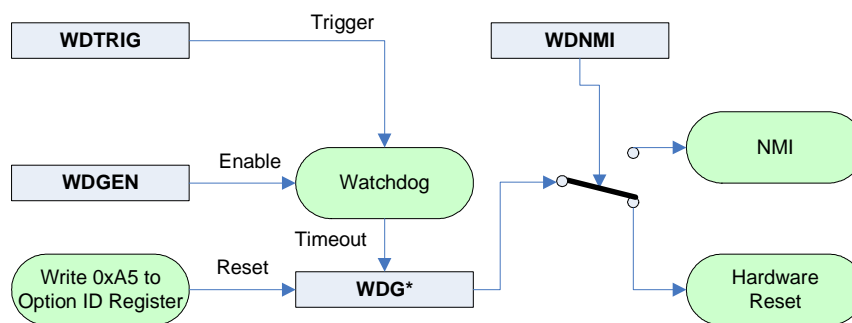 Trigger
WDTRIG
WDNMI
Enable
NMI
WDGEN
Watchdog
Timeout
Write 0xA5 to
Option ID Register
Reset
WDG*
Hardware
Reset